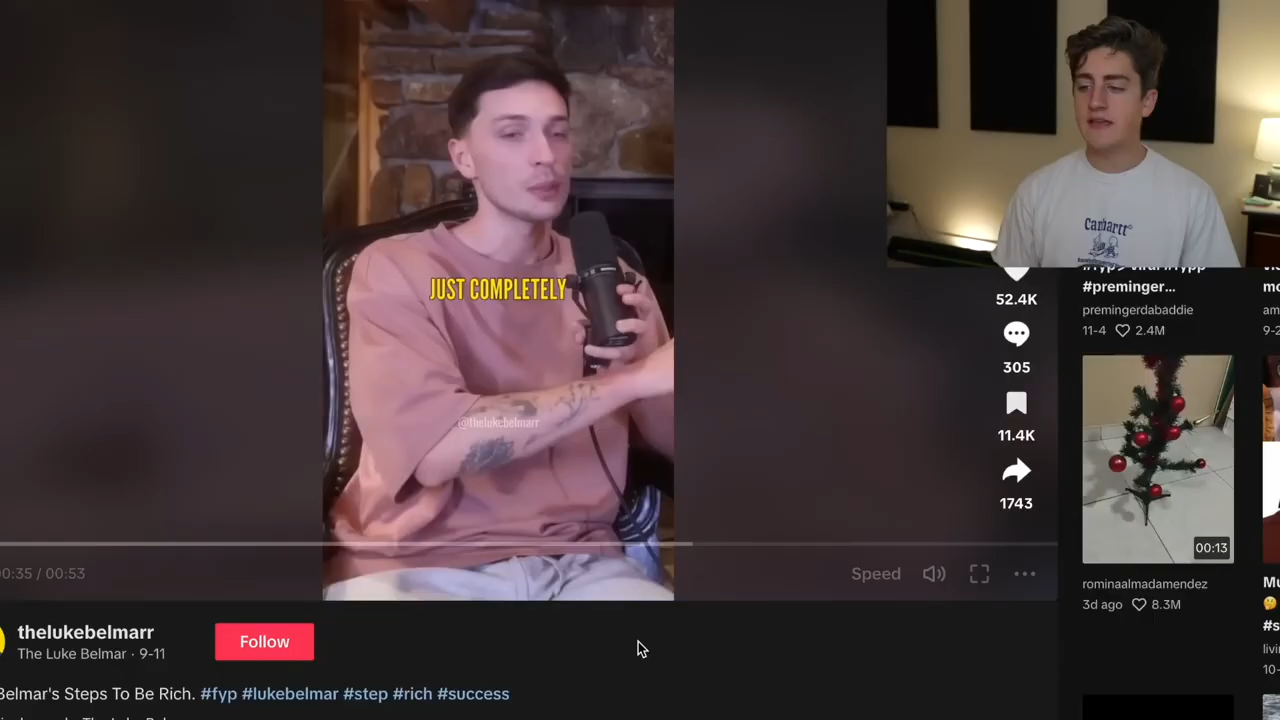 JUST COMPLETELY
@thelukebelmarr
Carhartt
52.4K
305
11.4K
1743
00:35 / 00:53
Speed
thelukebelmarr
The Luke Belmar · 9-11
Follow
Belmar's Steps To Be Rich. #fyp #lukebelmar #step #rich #success
#preminger...
premingerdabaddie
11-4 2.4M
00:13
rominaalmadamendez
3d ago 8.3M